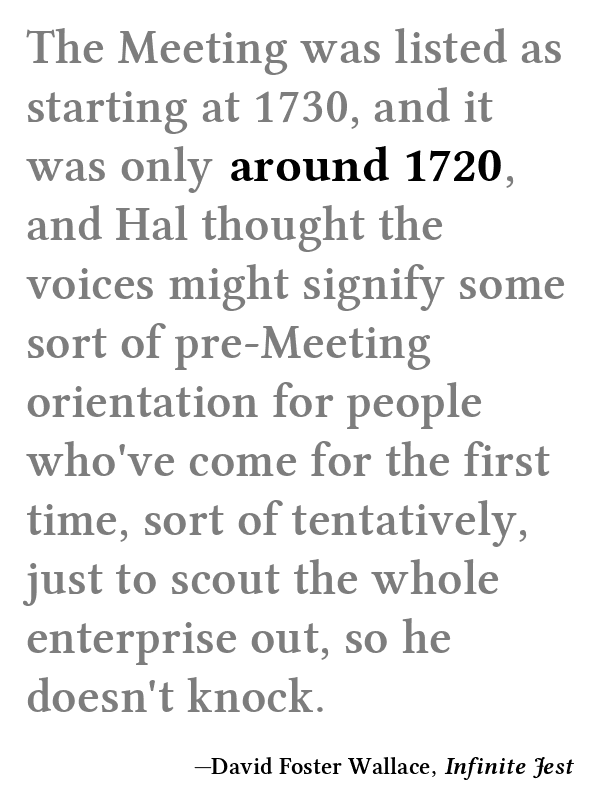 The Meeting was listed as
starting at 1730, and it
was only around 1720,
and Hal thought the
voices might signify some
sort of pre-Meeting
orientation for people
who've come for the first
time, sort of tentatively,
just to scout the whole
enterprise out, so he
doesn't knock.
—David Foster Wallace, Infinite Jest